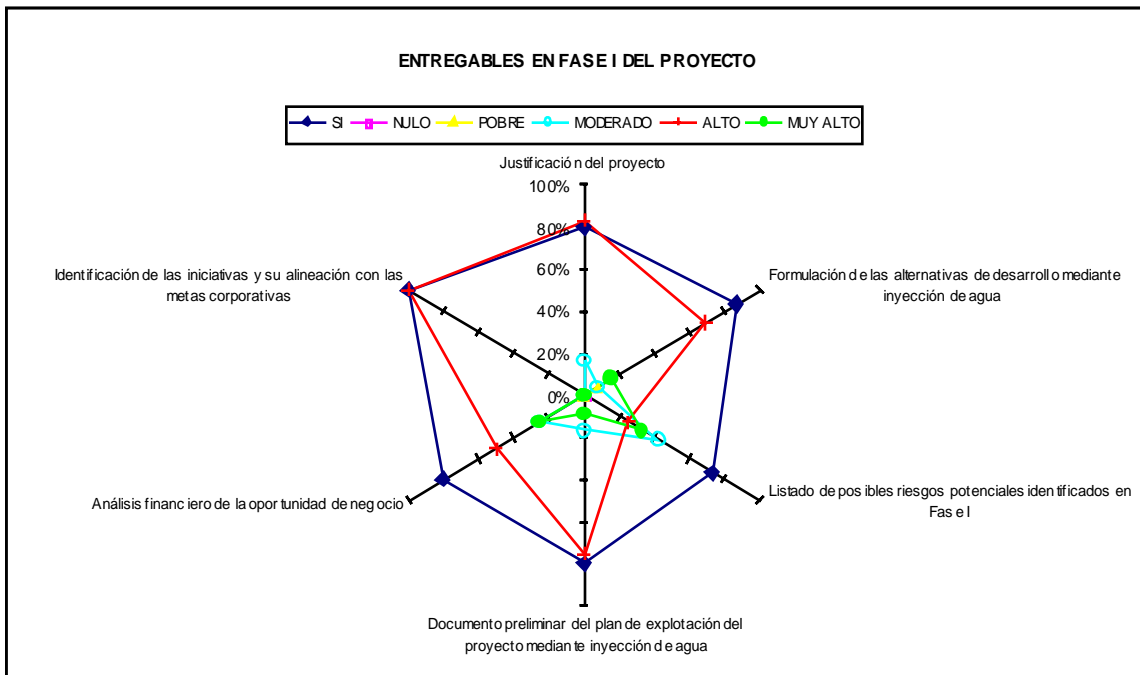 ENTREGABLES EN FASE I DEL PROYECTO
SI NULO POBRE MODERADO ALTO MUY ALTO
Justificación del proyecto
100%
80%
60%
40%
20%
0%
Identificación de las iniciativas y su alineación con las
metas corporativas
Formulación de las alternativas de desarrollo mediante
inyección de agua
Análisis financiero de la oportunidad de negocio
Listado de posibles riesgos potenciales identificados en
Fase I
Documento preliminar del plan de explotación del
proyecto mediante inyección de agua